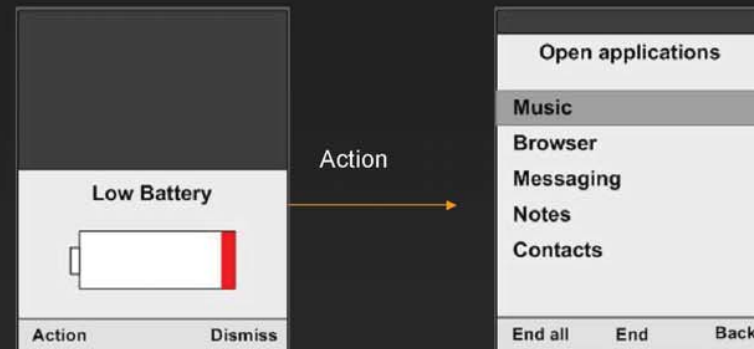 Low Battery
Action Dismiss
Action
Open applications
Music
Browser
Messaging
Notes
Contacts
End all End Back